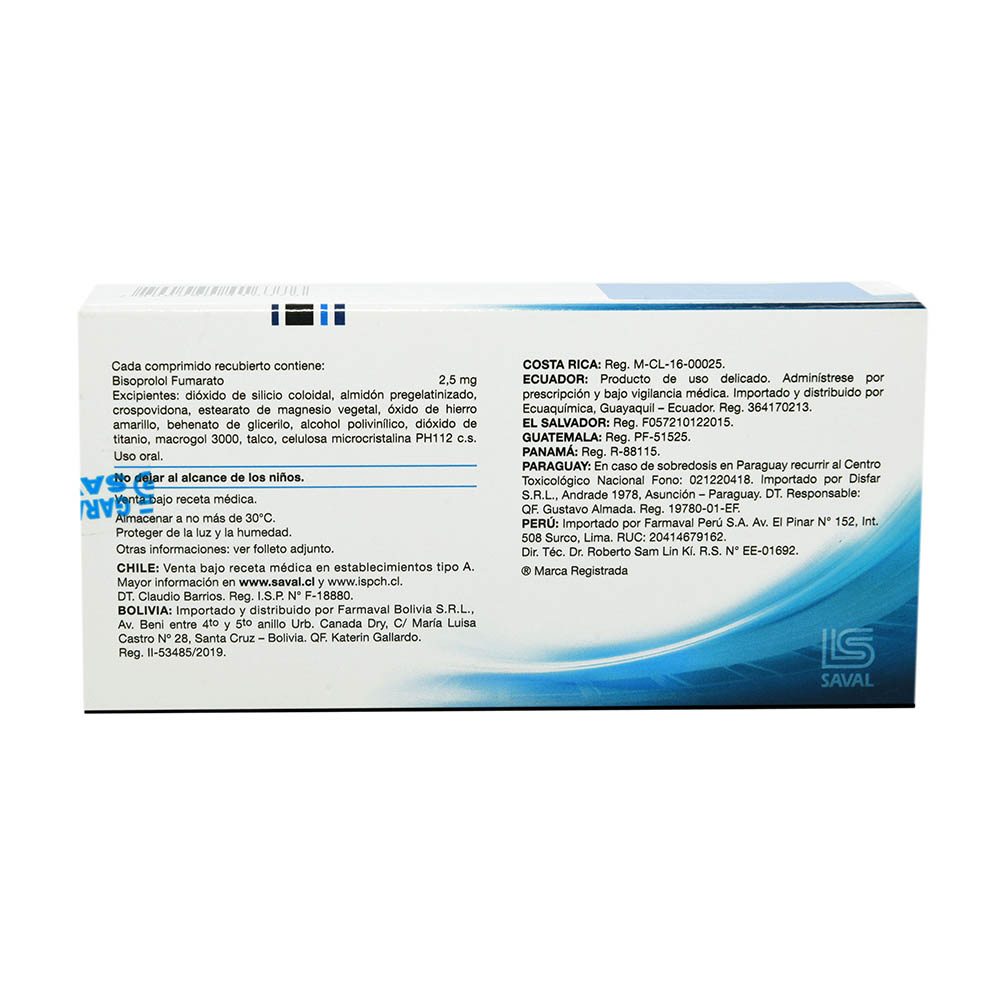 Cada comprimido recubierto contiene:
Bisoprolol Fumarato 2,5 mg
Excipientes: dióxido de silicio coloidal, almidón pregelatinizado,
crospovidona, estearato de magnesio vegetal, óxido de hierro
amarillo, behenato de glicerilo, alcohol polivinílico, dióxido de
titanio, macrogol 3000, talco, celulosa microcristalina PH112 c.s.
Uso oral.
No dejar al alcance de los niños.
Venta bajo receta médica.
Almacenar a no más de 30°C.
Proteger de la luz y la humedad.
Otras informaciones: ver folleto adjunto.
CHILE: Venta bajo receta médica en establecimientos tipo A.
Mayor información en www.saval.cl y www.ispch.cl.
DT. Claudio Barrios. Reg. I.S.P. N° F-18880.
BOLIVIA: Importado y distribuido por Farmaval Bolivia S.R.L.,
Av. Beni entre 4to y 5to anillo Urb. Canada Dry, C/ María Luisa
Castro N° 28, Santa Cruz – Bolivia. QF. Katerin Gallardo.
Reg. II-53485/2019.
COSTA RICA: Reg. M-CL-16-00025.
ECUADOR: Producto de uso delicado. Adminístrese por
prescripción y bajo vigilancia médica. Importado y distribuido por
Ecuaquímica, Guayaquil – Ecuador. Reg. 364170213.
EL SALVADOR: Reg. F057210122015.
GUATEMALA: Reg. PF-51525.
PANAMÁ: Reg. R-88115.
PARAGUAY: En caso de sobredosis en Paraguay recurrir al Centro
Toxicológico Nacional Fono: 021220418. Importado por Disfar
S.R.L., Andrade 1978, Asunción – Paraguay. DT. Responsable:
QF. Gustavo Almada. Reg. 19780-01-EF.
PERÚ: Importado por Farmaval Perú S.A. Av. El Pinar N° 152, Int.
508 Surco, Lima. RUC: 20414679162.
Dir. Téc. Dr. Roberto Sam Lin Kí. R.S. N° EE-01692.
® Marca Registrada
SAVAL